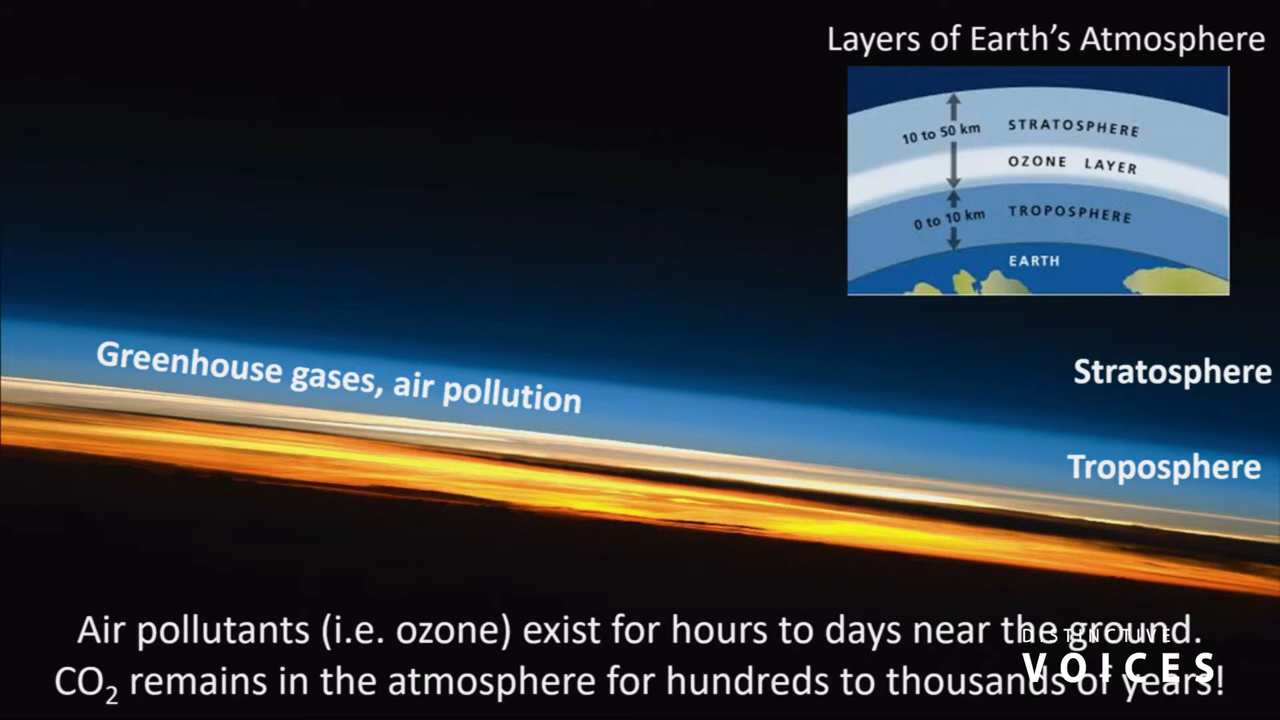 Layers of Earth's Atmosphere
10 to 50 km
STRATOSPHERE
OZONE LAYER
0 to 10 km
TROPOSPHERE
EARTH
Greenhouse gases, air pollution
Stratosphere
Troposphere
Air pollutants (i.e. ozone) exist for hours to days near the ground.
CO₂ remains in the atmosphere for hundreds to thousands of years!
DISTINCTIVE
VOICES